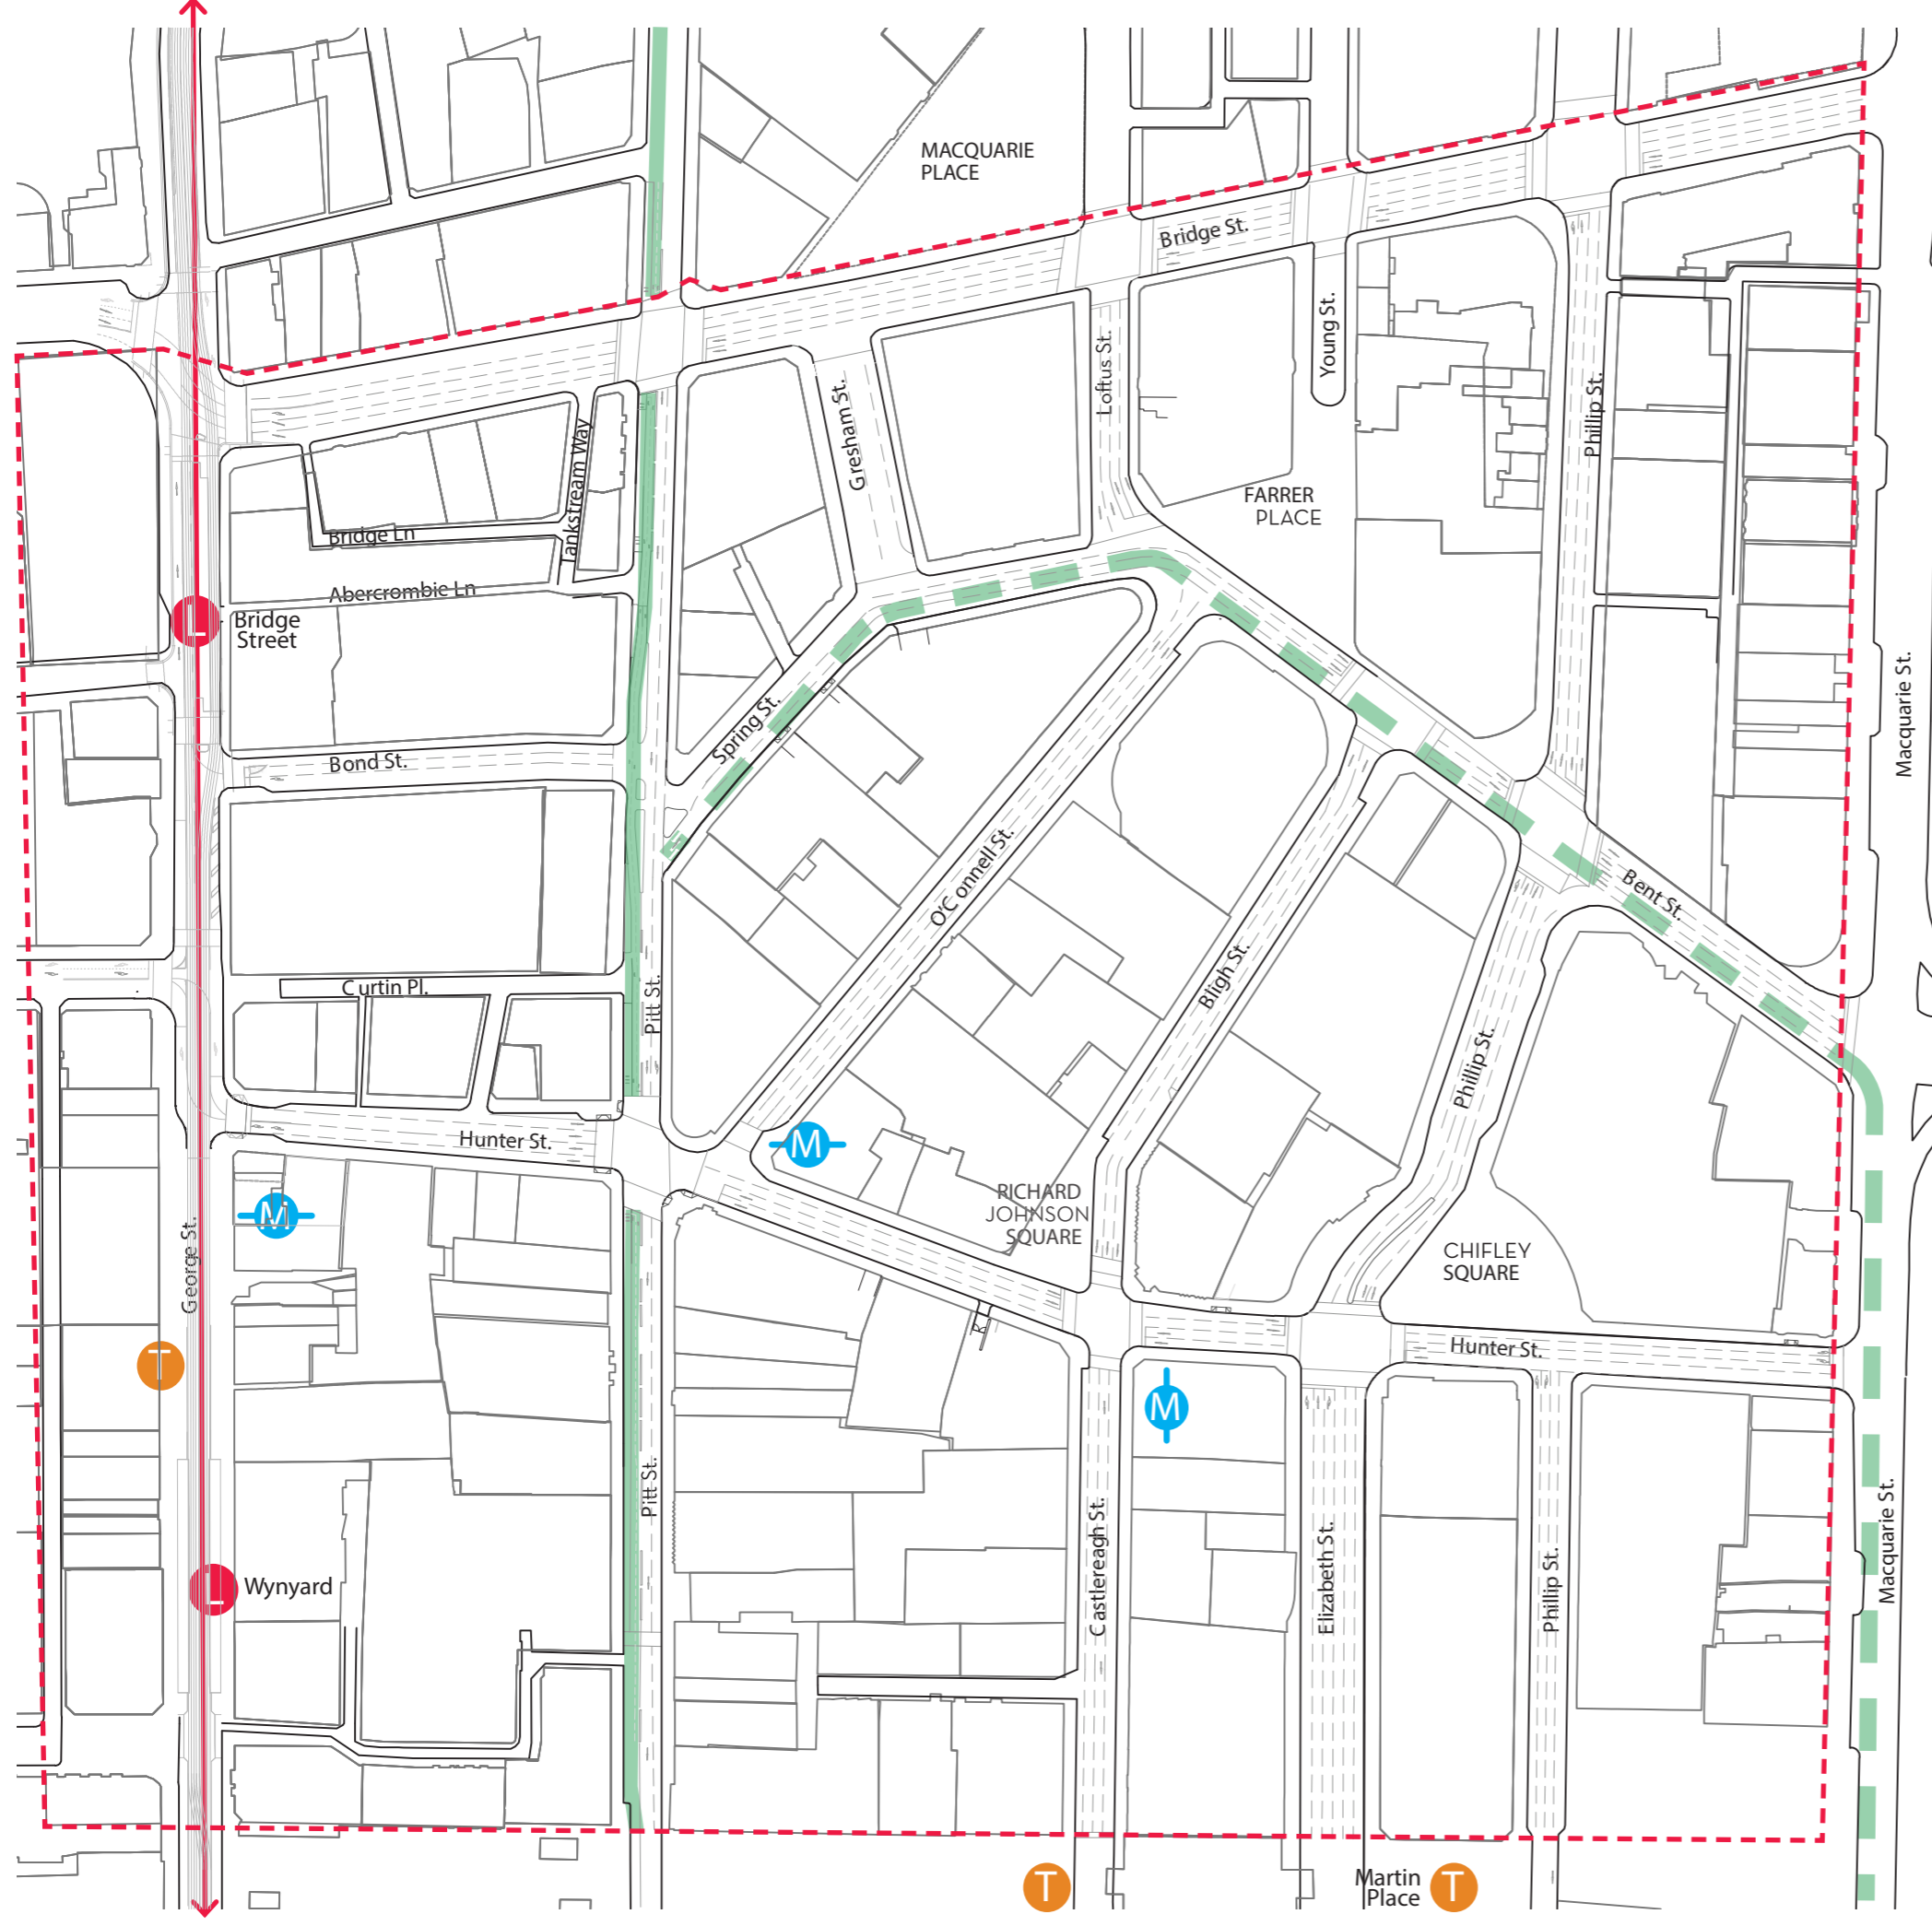 MACQUARIE
PLACE
Bridge St.
Young St.
Loftus St.
Phillip St.
Gresham St.
Tankstream Way
FARRER
PLACE
Bridge Ln
Abercrombie Ln
L
Bridge
Street
Macquarie St.
Spring St.
Bond St.
O'C onnell St.
Bent St.
Bligh St.
C urtin Pl.
Pitt St.
Phillip St.
Hunter St.
M
M
RICHARD
JOHNSON
SQUARE
CHIFLEY
SQUARE
George St.
Hunter St.
T
M
Pitt St.
Castlereagh St.
Elizabeth St.
Phillip St.
Macquarie St.
L
Wynyard
T
Martin
Place
T